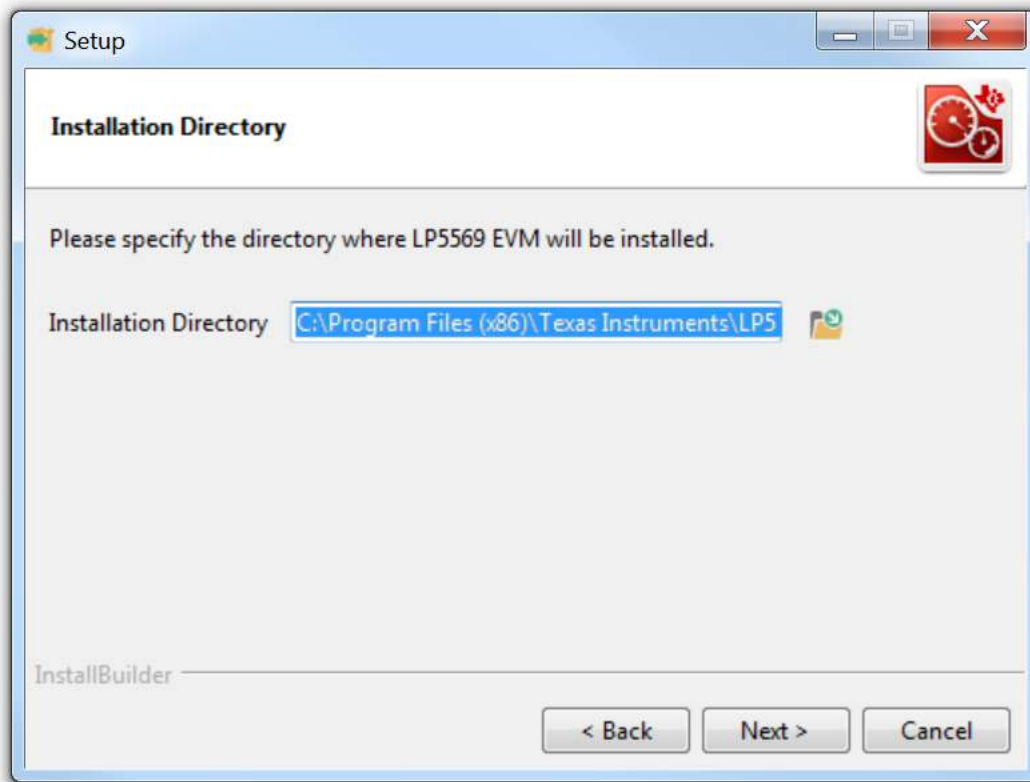 Setup
Installation Directory
Please specify the directory where LP5569 EVM will be installed.
Installation Directory C:\Program Files (x86)\Texas Instruments\LP5
InstallBuilder
< Back Next > Cancel